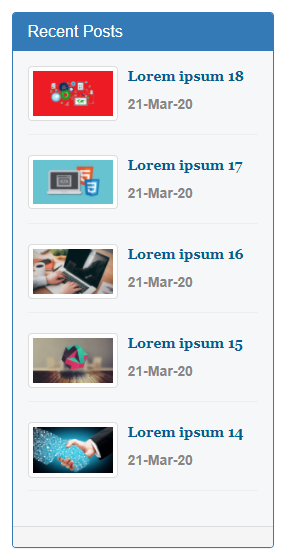 Recent Posts
Lorem ipsum 18
21-Mar-20
Lorem ipsum 17
21-Mar-20
Lorem ipsum 16
21-Mar-20
Lorem ipsum 15
21-Mar-20
Lorem ipsum 14
21-Mar-20